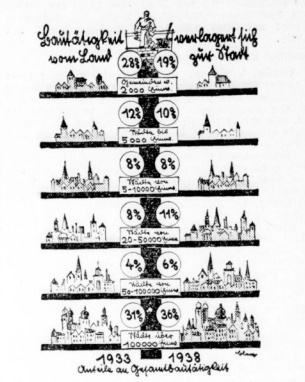 Bautätigkeit verlagert sich
vom Land zur Stadt
28% 19%
Gemeinden u.
2000 Einw.
12% 10%
Städte bis
5000 Einw.
8% 8%
Städte von
5-10000 Einw.
8% 11%
Städte von
20-50000 Einw.
4% 6%
Städte von
50-100000 Einw.
31% 36%
Städte über
100000 Einw.
1933 1938
Anteile an Gesamtbautätigkeit